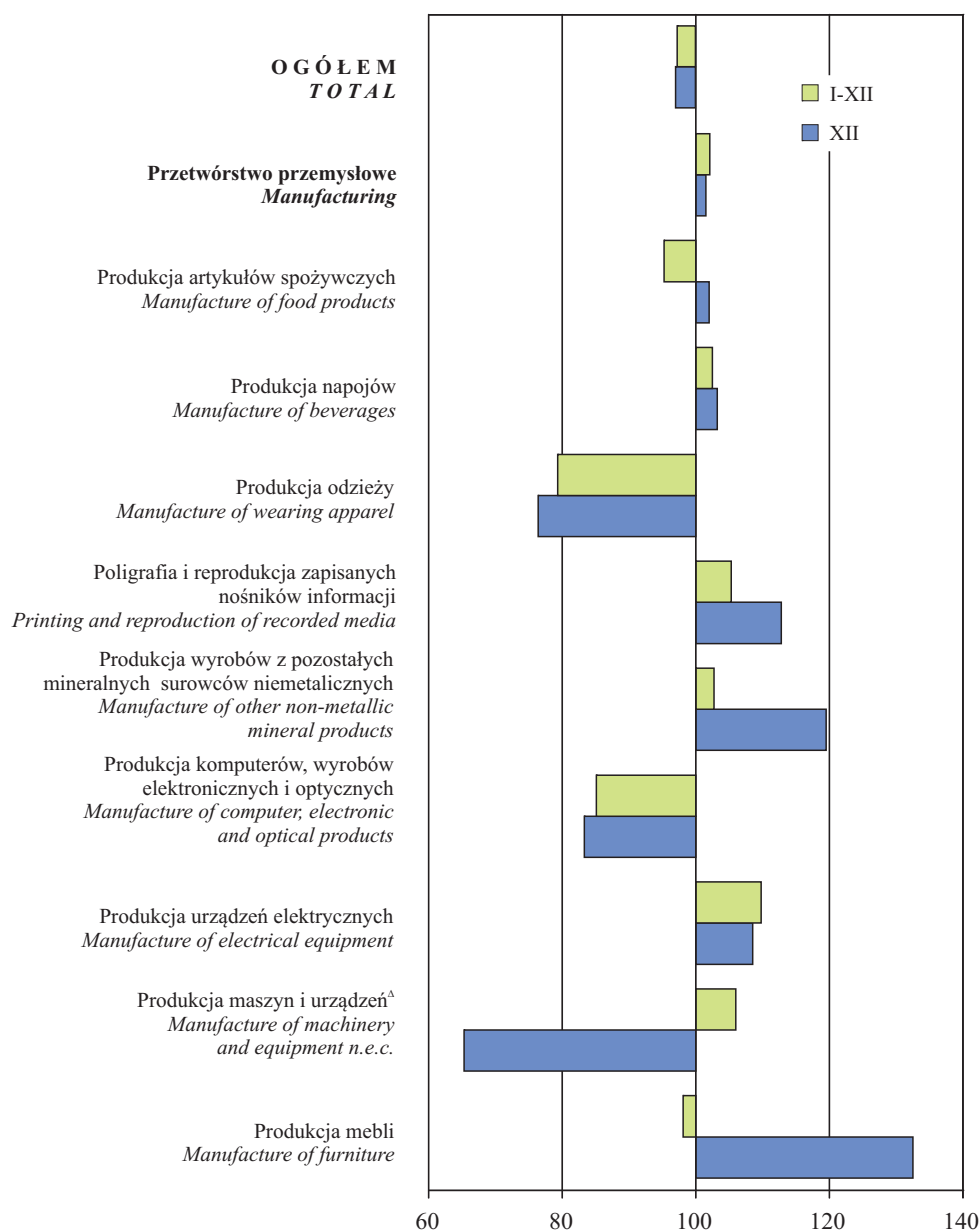 O G Ó Ł E M
T O T A L
I-XII
XII
Przetwórstwo przemysłowe
Manufacturing
Produkcja artykułów spożywczych
Manufacture of food products
Produkcja napojów
Manufacture of beverages
Produkcja odzieży
Manufacture of wearing apparel
Poligrafia i reprodukcja zapisanych
nośników informacji
Printing and reproduction of recorded media
Produkcja wyrobów z pozostałych
mineralnych surowców niemetalicznych
Manufacture of other non-metallic
mineral products
Produkcja komputerów, wyrobów
elektronicznych i optycznych
Manufacture of computer, electronic
and optical products
Produkcja urządzeń elektrycznych
Manufacture of electrical equipment
Produkcja maszyn i urządzeń^Δ
Manufacture of machinery
and equipment n.e.c.
Produkcja mebli
Manufacture of furniture
60 80 100 120 140